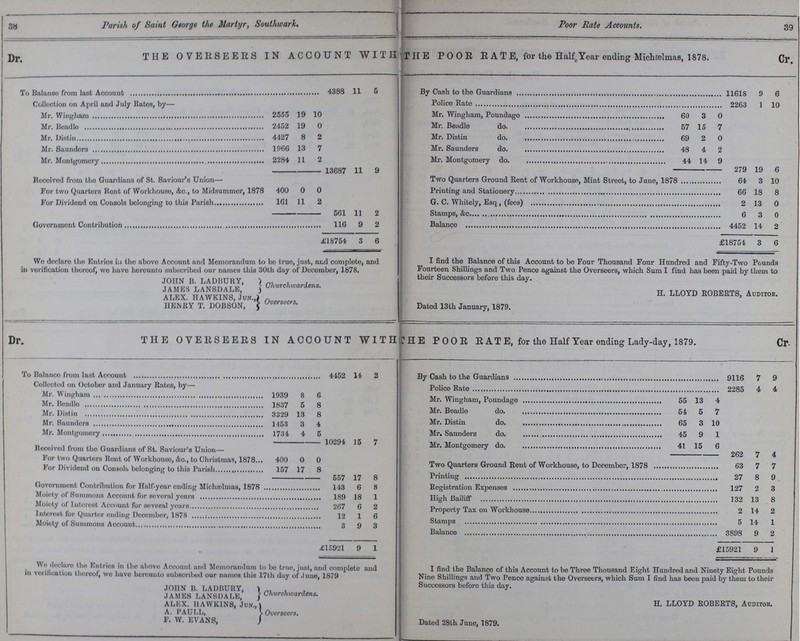 38 Parish of Saint George the Martyr, Southwark.
Dr. THE OVERSEERS IN ACCOUNT WITH
To Balance from last Account 4388 11 5
Collection on April and July Rates, by—
Mr. Wingham 2555 19 10
Mr. Beadle 2452 19 0
Mr. Distin 4427 8 2
Mr. Saunders 1966 13 7
Mr. Montgomery 2284 11 2
13687 11 9
Received from the Guardians of St. Saviour's Union—
For two Quarters Rent of Workhouse, &c., to Midsummer, 1878 400 0 0
For Dividend on Consols belonging to this Parish 161 11 2
561 11 2
Government Contribution 116 9 2
£18754 3 6
We declare the Entries in the above Account and Memorandum to be true, just, and complete, and
in verification thereof, we have hereunto subscribed our names this 30th day of December, 1878.
JOHN B. LADBURY,
JAMES LANSDALE, } Churchwardens.
ALEX. HAWKINS, JUN.,
HENRY T. DOBSON, } Overseers.
Dr. THE OVERSEERS IN ACCOUNT WITH
To Balance from last Account 4452 14 2
Collected on October and January Rates, by—
Mr. Wingham 1939 8 6
Mr. Beadle 1837 5 8
Mr. Distin 3329 13 8
Mr. Saunders 1453 3 4
Mr. Montgomery 1734 4 5
10294 15 7
Received from the Guardians of St. Saviour's Union—
For two Quarters Rent of Workhouse, &c., to Christmas, 1878 400 0 0
For Dividend on Consols belonging to this Parish 157 17 8
557 17 8
Government Contribution for Half-year ending Michælmas, 1878 143 6 8
Moiety of Summons Account for several years 189 18 1
Moiety of Interest Account for several years 267 6 2
Interest for Quarter ending December, 1878 12 1 6
Moiety of Summons Account 3 9 3
£15921 9 1
We declare the Entries in the above Account and Memorandum to be true, just, and complete and
in verification thereof, we have hereunto subscribed our names this 17th day of June, 1879
JOHN B. LADBURY,
JAMES LANSDALE, } Churchwardens.
ALEX. HAWKINS, JUN.,
A. PAULL,
F. W. EVANS, } Overseers.
Poor Rate Accounts. 39
THE POOR RATE, for the Half Year ending Michælmas, 1878. Cr.
By Cash to the Guardians 11618 9 6
Police Rate 2263 1 10
Mr. Wingham, Poundage 60 3 0
Mr. Beadle do. 57 15 7
Mr. Distin do. 69 2 0
Mr. Saunders do. 48 4 2
Mr. Montgomery do. 44 14 9
279 19 6
Two Quarters Ground Rent of Workhouse, Mint Street, to June, 1878 64 3 10
Printing and Stationery 66 18 8
G. C. Whitely, Esq, (fees) 2 13 0
Stamps, &c. 6 3 0
Balance 4452 14 2
£18754 3 6
I find the Balance of this Account to be Four Thousand Four Hundred and Fifty-Two Pounds
Fourteen Shillings and Two Pence against the Overseers, which Sum I find has been paid by them to
their Successors before this day.
H. LLOYD ROBERTS, AUDITOR.
Dated 13th January, 1879.
THE POOR RATE, for the Half Year ending Lady-day, 1879. Cr.
By Cash to the Guardians 9116 7 9
Police Rate 2285 4 4
Mr. Wingham, Poundage 55 13 4
Mr. Beadle do. 54 5 7
Mr. Distin do. 65 3 10
Mr. Saunders do. 45 9 1
Mr. Montgomery do. 41 15 6
262 7 4
Two Quarters Ground Rent of Workhouse, to December, 1878 63 7 7
Printing 27 8 9
Registration Expenses 127 2 3
High Bailiff 132 13 8
Property Tax on Workhouse 2 14 2
Stamps 5 14 1
Balance 3898 9 2
£15921 9 1
I find the Balance of this Account to be Three Thousand Eight Hundred and Ninety Eight Pounds
Nine Shillings and Two Pence against the Overseers, which Sum I find has been paid by them to their
Successors before this day.
H. LLOYD ROBERTS, AUDITOR.
Dated 28th June, 1879.